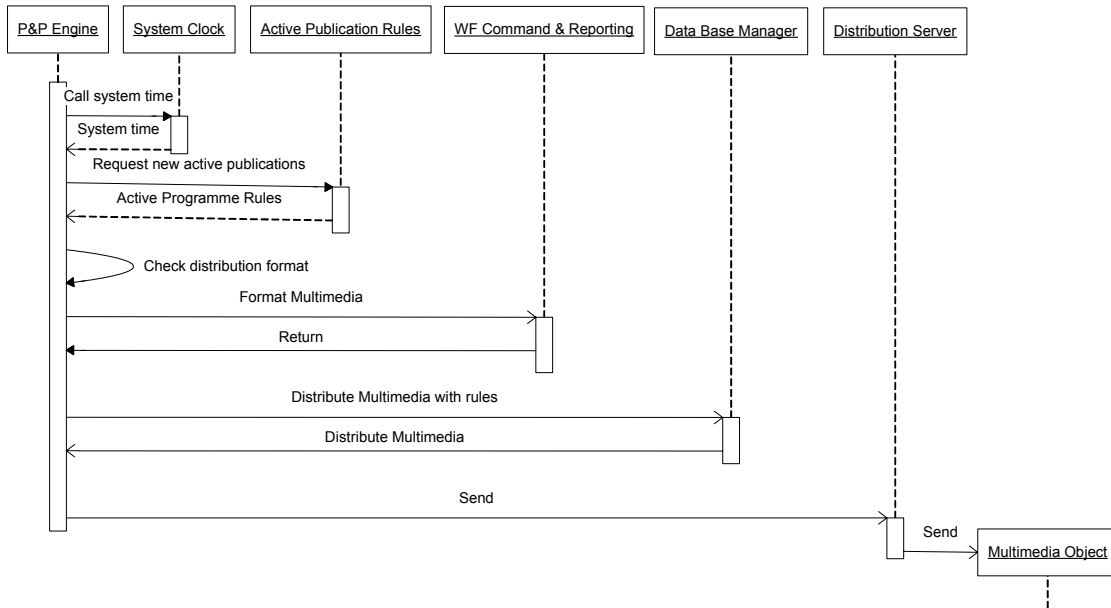 P&P Engine
System Clock
Active Publication Rules
WF Command & Reporting
Data Base Manager
Distribution Server
Call system time
System time
Request new active publications
Active Programme Rules
Check distribution format
Format Multimedia
Return
Distribute Multimedia with rules
Distribute Multimedia
Send
Send
Multimedia Object